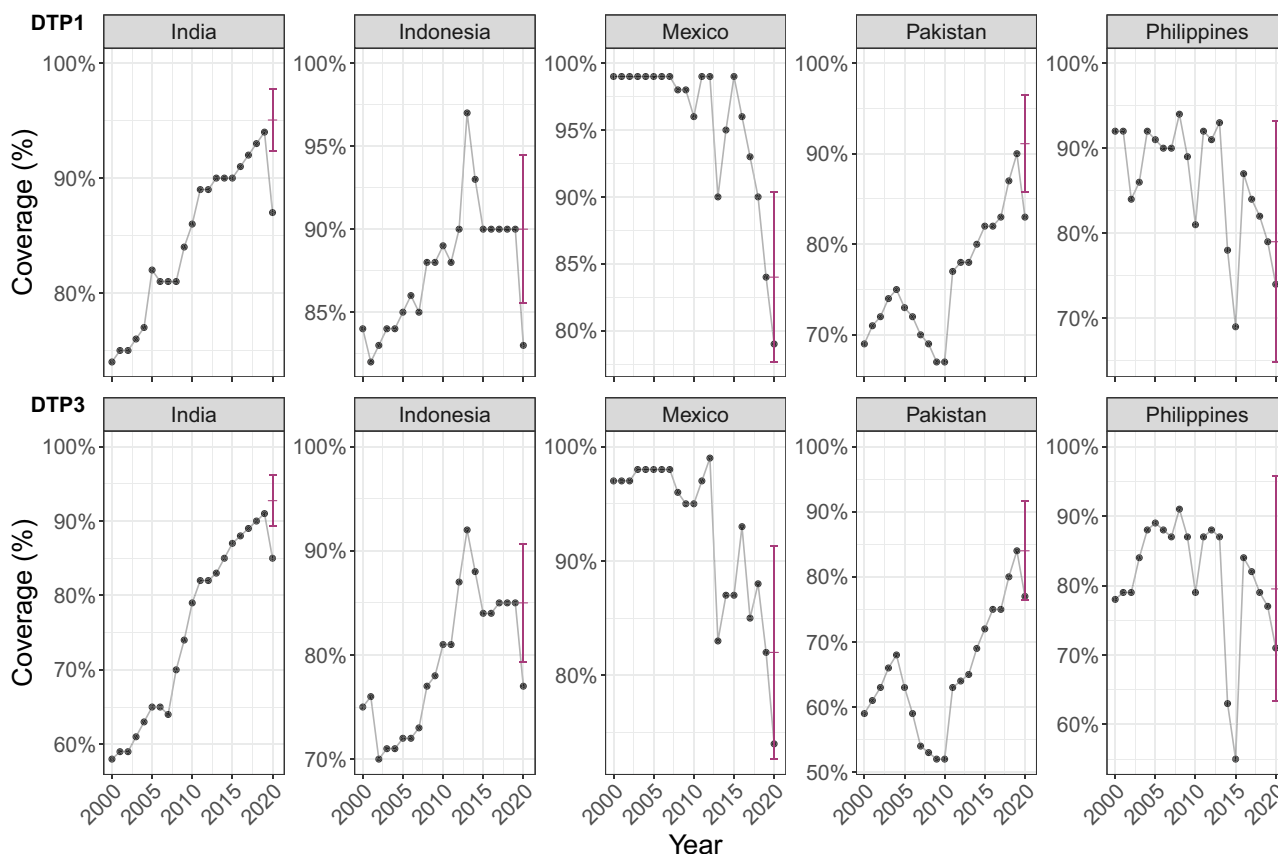 DTP1
India Indonesia Mexico Pakistan Philippines
Coverage (%)
100% 90% 80%
100% 95% 90% 85%
100% 95% 90% 85% 80%
100% 90% 80% 70%
100% 90% 80% 70%
DTP3
India Indonesia Mexico Pakistan Philippines
Coverage (%)
100% 90% 80% 70% 60%
100% 90% 80% 70%
100% 90% 80%
100% 90% 80% 70% 60% 50%
100% 90% 80% 70% 60%
2000 2005 2010 2015 2020 2000 2005 2010 2015 2020 2000 2005 2010 2015 2020 2000 2005 2010 2015 2020 2000 2005 2010 2015 2020
Year